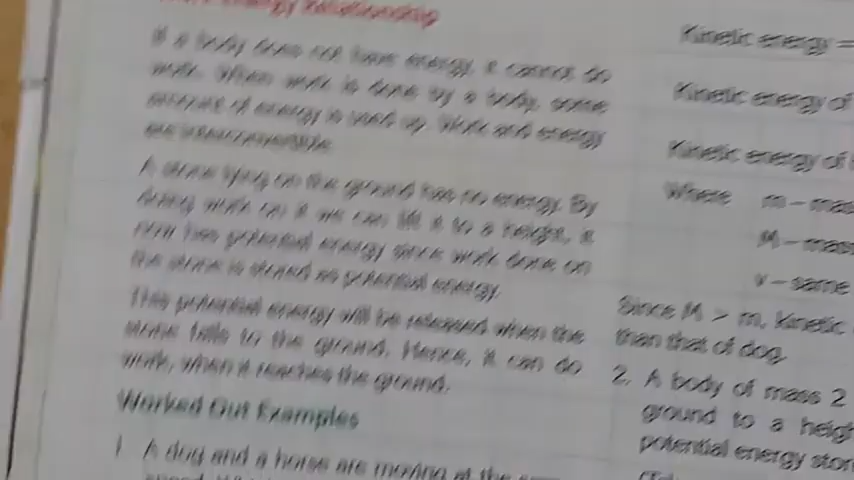 Energy Relationship
If a body does not have energy, it cannot do
work. When work is done by a body, some
amount of energy is used up. Work and energy
are
A stone lying on the ground has no energy. By
doing work on it we can lift it to a height, it
now has potential energy since work done on
the stone is stored as potential energy.
This potential energy will be released when the
stone falls to the ground. Hence, it can do
work, when it reaches the ground.
Worked Out Examples
1. A dog and a horse are moving at the
Kinetic energy =
Kinetic energy of
Kinetic energy of
Where m – mas
M – mass
v – same
Since M > m, kinetic
than that of dog.
2. A body of mass 2
ground to a heigh
potential energy stor